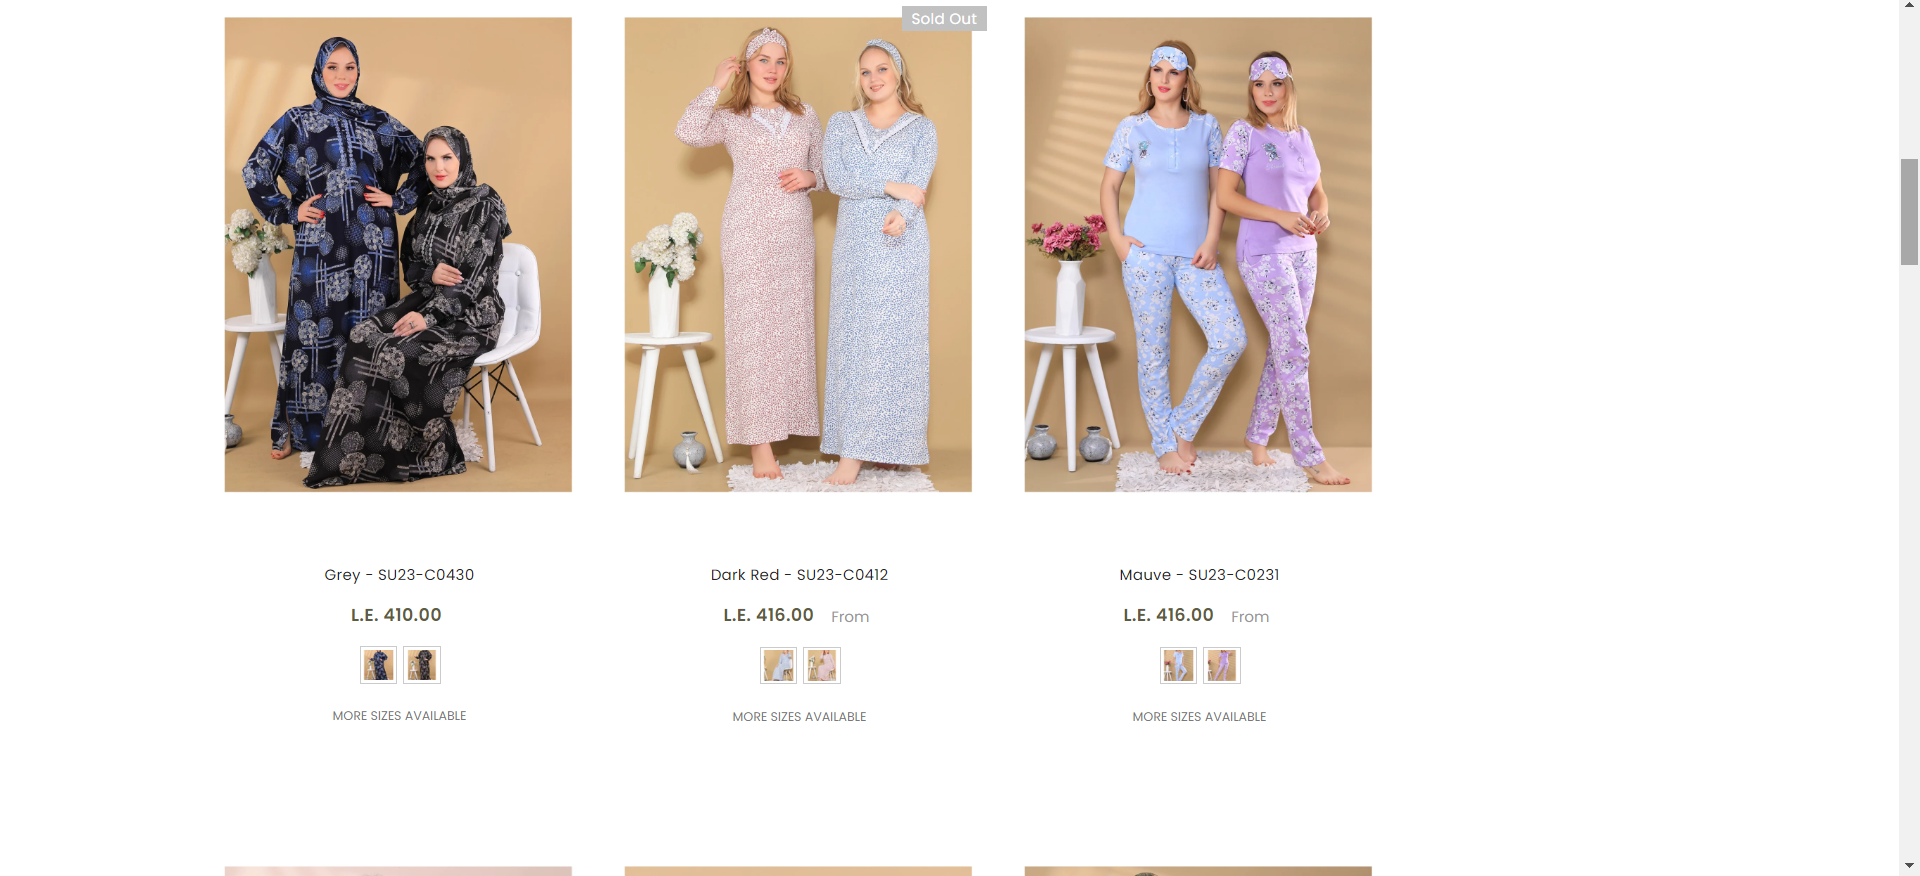 Sold Out
Grey - SU23-C0430
L.E. 410.00
MORE SIZES AVAILABLE
Dark Red - SU23-C0412
L.E. 416.00 From
MORE SIZES AVAILABLE
Mauve - SU23-C0231
L.E. 416.00 From
MORE SIZES AVAILABLE